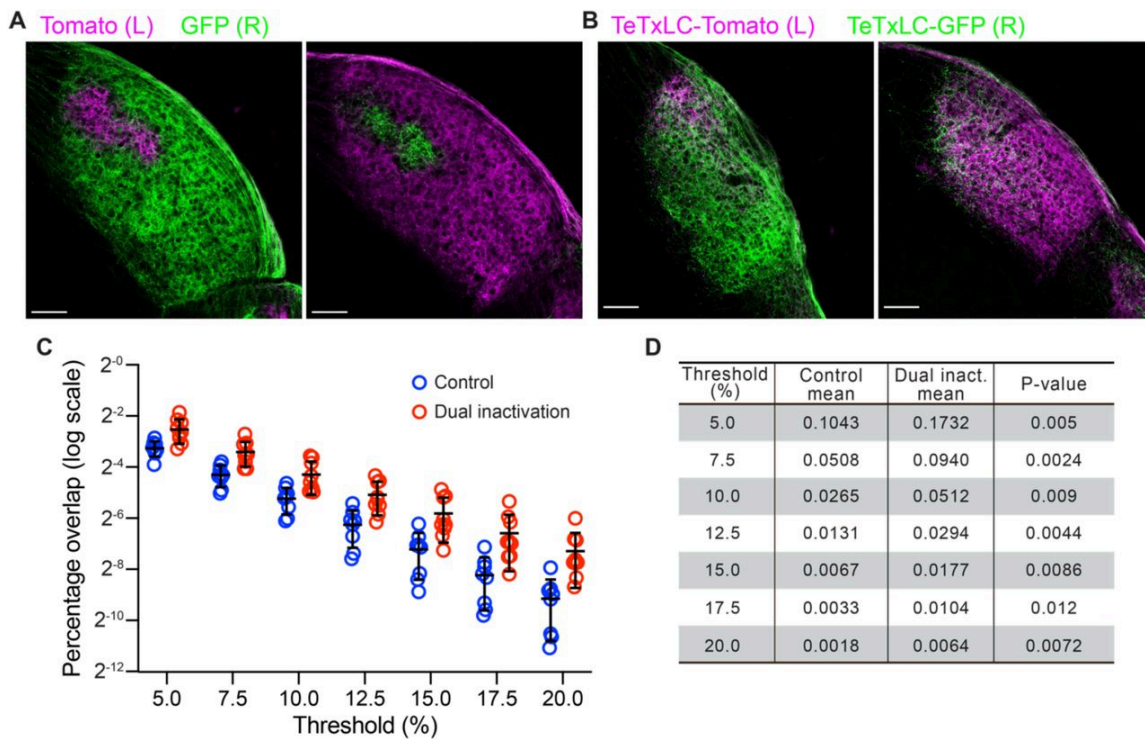 A
Tomato (L) GFP (R)
B
TeTxLC-Tomato (L) TeTxLC-GFP (R)
C
Percentage overlap (log scale)
2-0
2-2
2-4
2-6
2-8
2-10
2-12
Control
Dual inactivation
5.0 7.5 10.0 12.5 15.0 17.5 20.0
Threshold (%)
D
Threshold (%) Control mean Dual inact. mean P-value
5.0 0.1043 0.1732 0.005
7.5 0.0508 0.0940 0.0024
10.0 0.0265 0.0512 0.009
12.5 0.0131 0.0294 0.0044
15.0 0.0067 0.0177 0.0086
17.5 0.0033 0.0104 0.012
20.0 0.0018 0.0064 0.0072